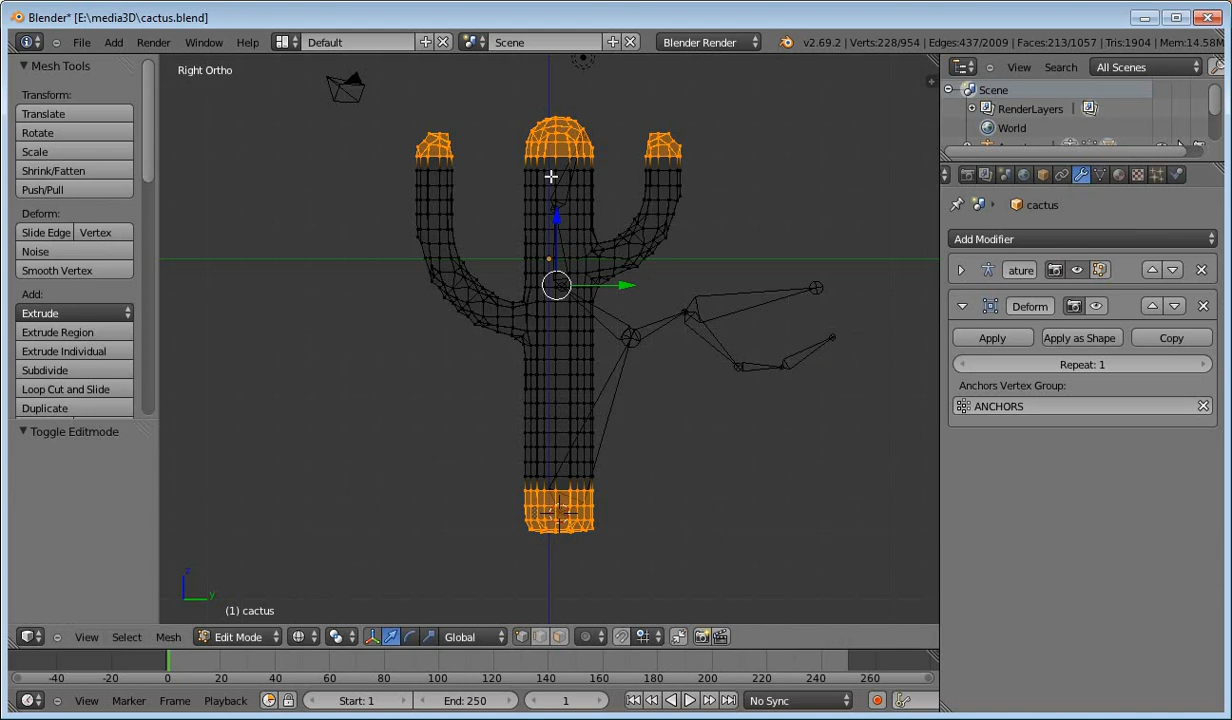 Blender* [E:\media3D\cactus.blend]
File Add Render Window Help Default Scene Blender Render v2.69.2 | Verts:228/954 | Edges:437/2009 | Faces:213/1057 | Tris:1904 | Mem:14.58M
Mesh Tools
Transform:
Translate
Rotate
Scale
Shrink/Fatten
Push/Pull
Deform:
Slide Edge Vertex
Noise
Smooth Vertex
Add:
Extrude
Extrude Region
Extrude Individual
Subdivide
Loop Cut and Slide
Duplicate
Toggle Editmode
Right Ortho
z
y
(1) cactus
View Select Mesh Edit Mode Global
View Search All Scenes
Scene
RenderLayers
World
cactus
Add Modifier
ature
Deform
Apply Apply as Shape Copy
Repeat: 1
Anchors Vertex Group:
ANCHORS
-40 -20 0 20 40 60 80 100 120 140 160 180 200 220 240 260
View Marker Frame Playback Start: 1 End: 250 1 No Sync